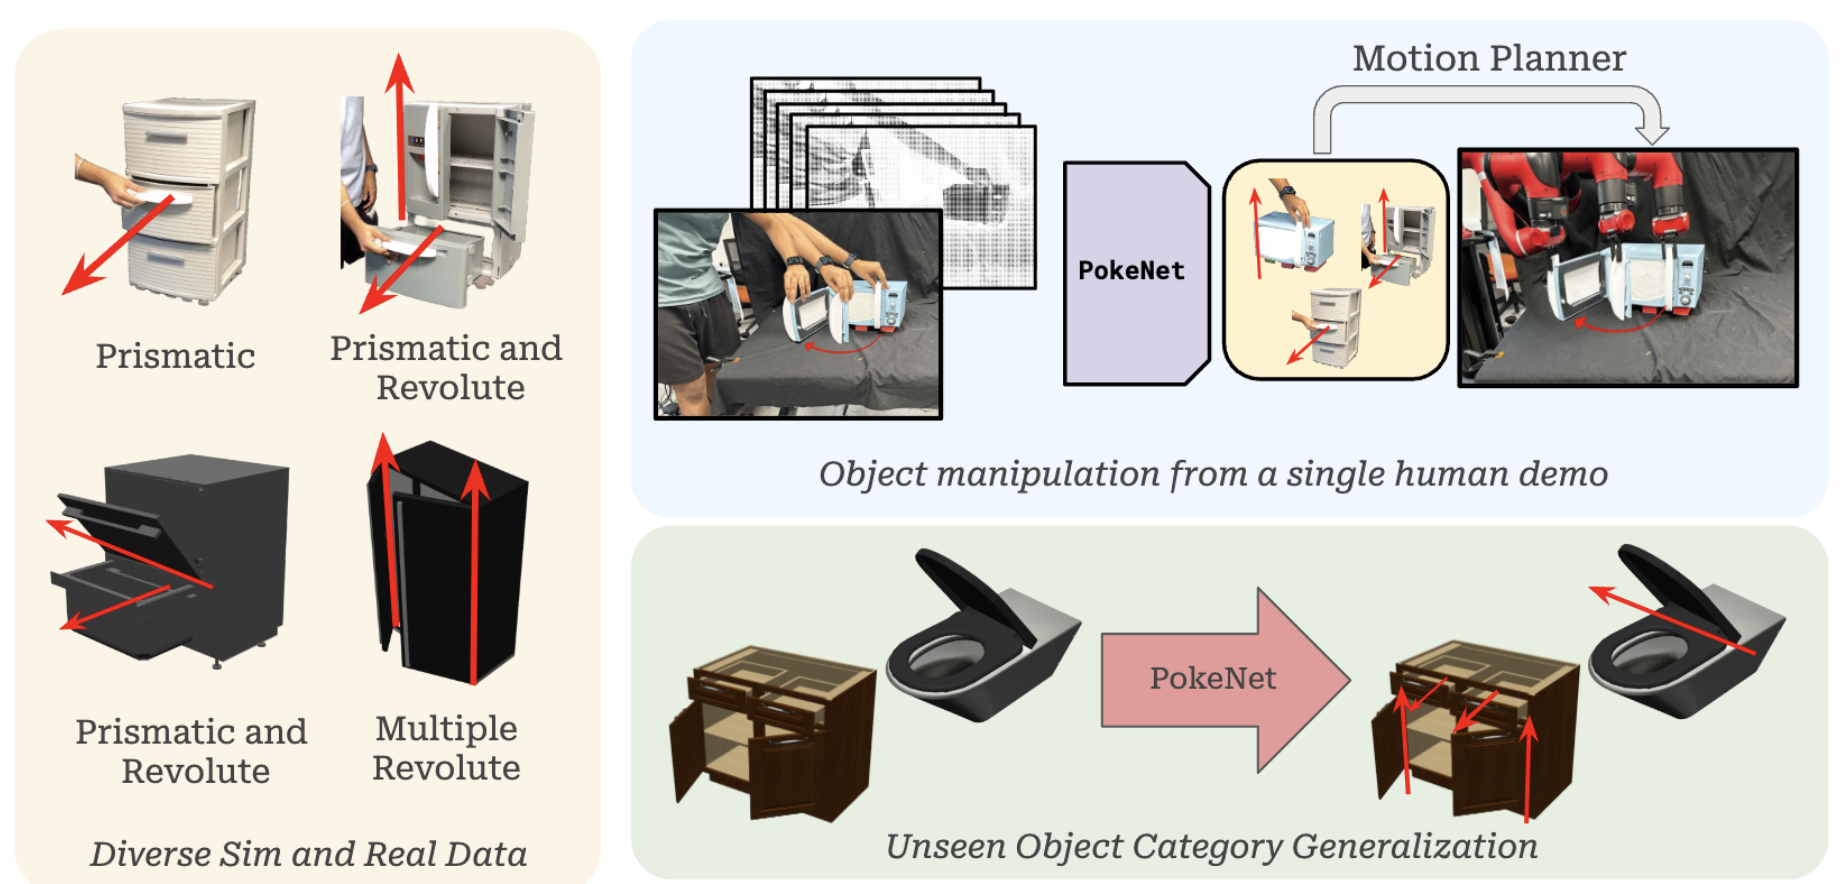 Prismatic
Prismatic and
Revolute
Prismatic and
Revolute
Multiple
Revolute
Diverse Sim and Real Data
Motion Planner
PokeNet
Object manipulation from a single human demo
PokeNet
Unseen Object Category Generalization